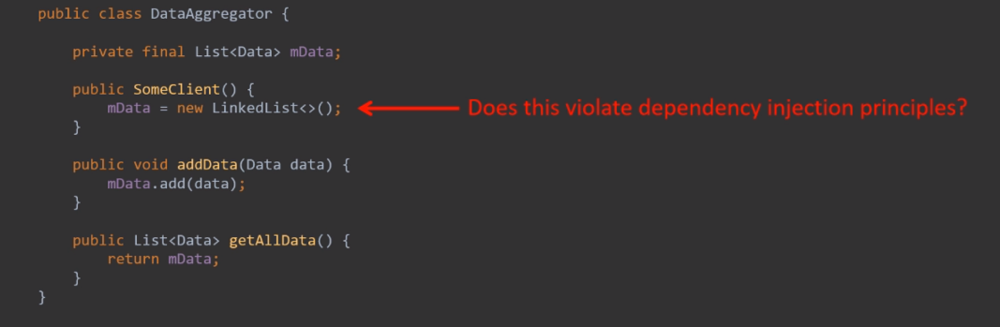 public class DataAggregator {
private final List<Data> mData;
public SomeClient() {
mData = new LinkedList<>(); Does this violate dependency injection principles?
}
public void addData(Data data) {
mData.add(data);
}
public List<Data> getAllData() {
return mData;
}
}